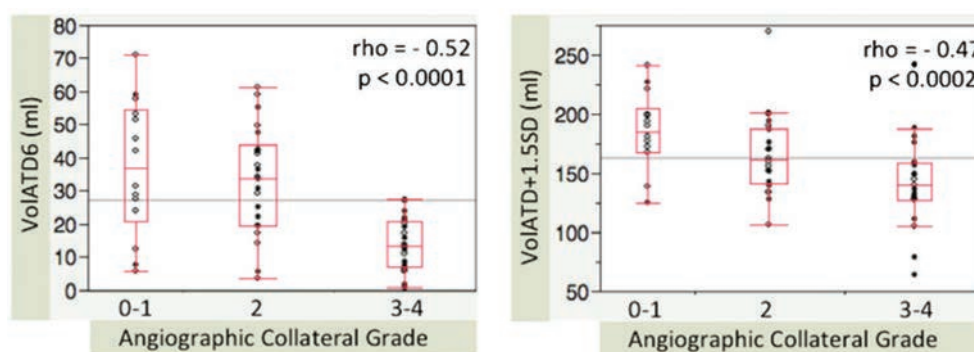 VolATD6 (ml)
80
70
60
50
40
30
20
10
0
rho = - 0.52
p < 0.0001
0-1 2 3-4
Angiographic Collateral Grade
VolATD+1.5SD (ml)
250
200
150
100
50
rho = - 0.47
p < 0.0002
0-1 2 3-4
Angiographic Collateral Grade